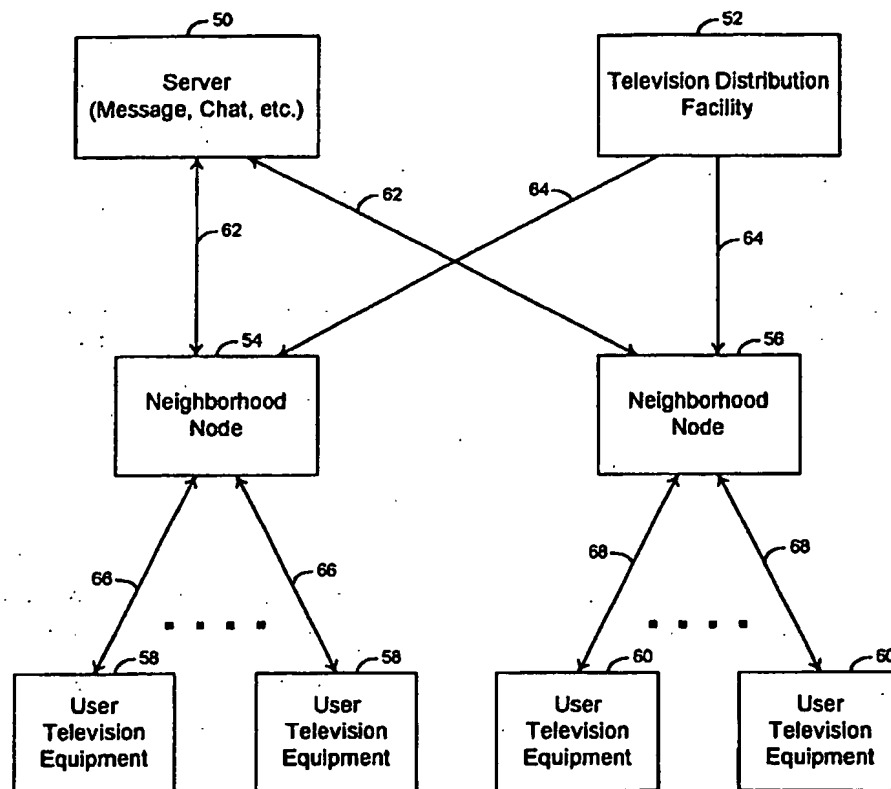 50
52
Server
(Message, Chat, etc.)
Television Distribution
Facility
62
64
62
64
54
56
Neighborhood
Node
Neighborhood
Node
66
66
68
68
58
58
60
60
User
Television
Equipment
User
Television
Equipment
User
Television
Equipment
User
Television
Equipment